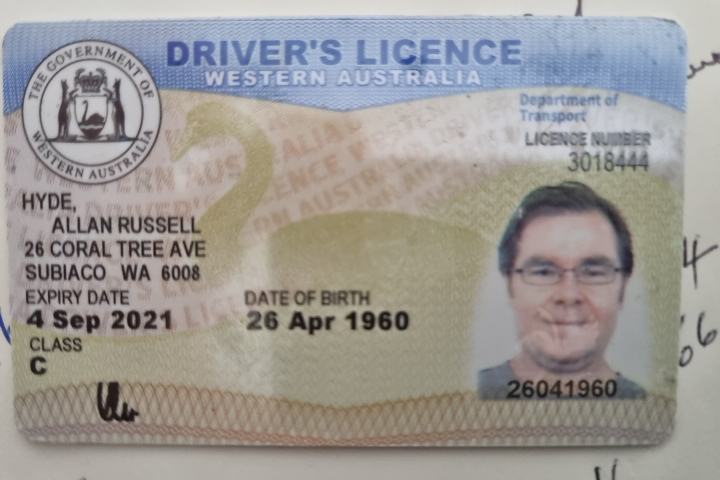 THE GOVERNMENT OF
WESTERN AUSTRALIA
DRIVER'S LICENCE
WESTERN AUSTRALIA
Department of
Transport
LICENCE NUMBER
3018444
HYDE,
ALLAN RUSSELL
26 CORAL TREE AVE
SUBIACO WA 6008
EXPIRY DATE
4 Sep 2021
DATE OF BIRTH
26 Apr 1960
CLASS
C
26041960